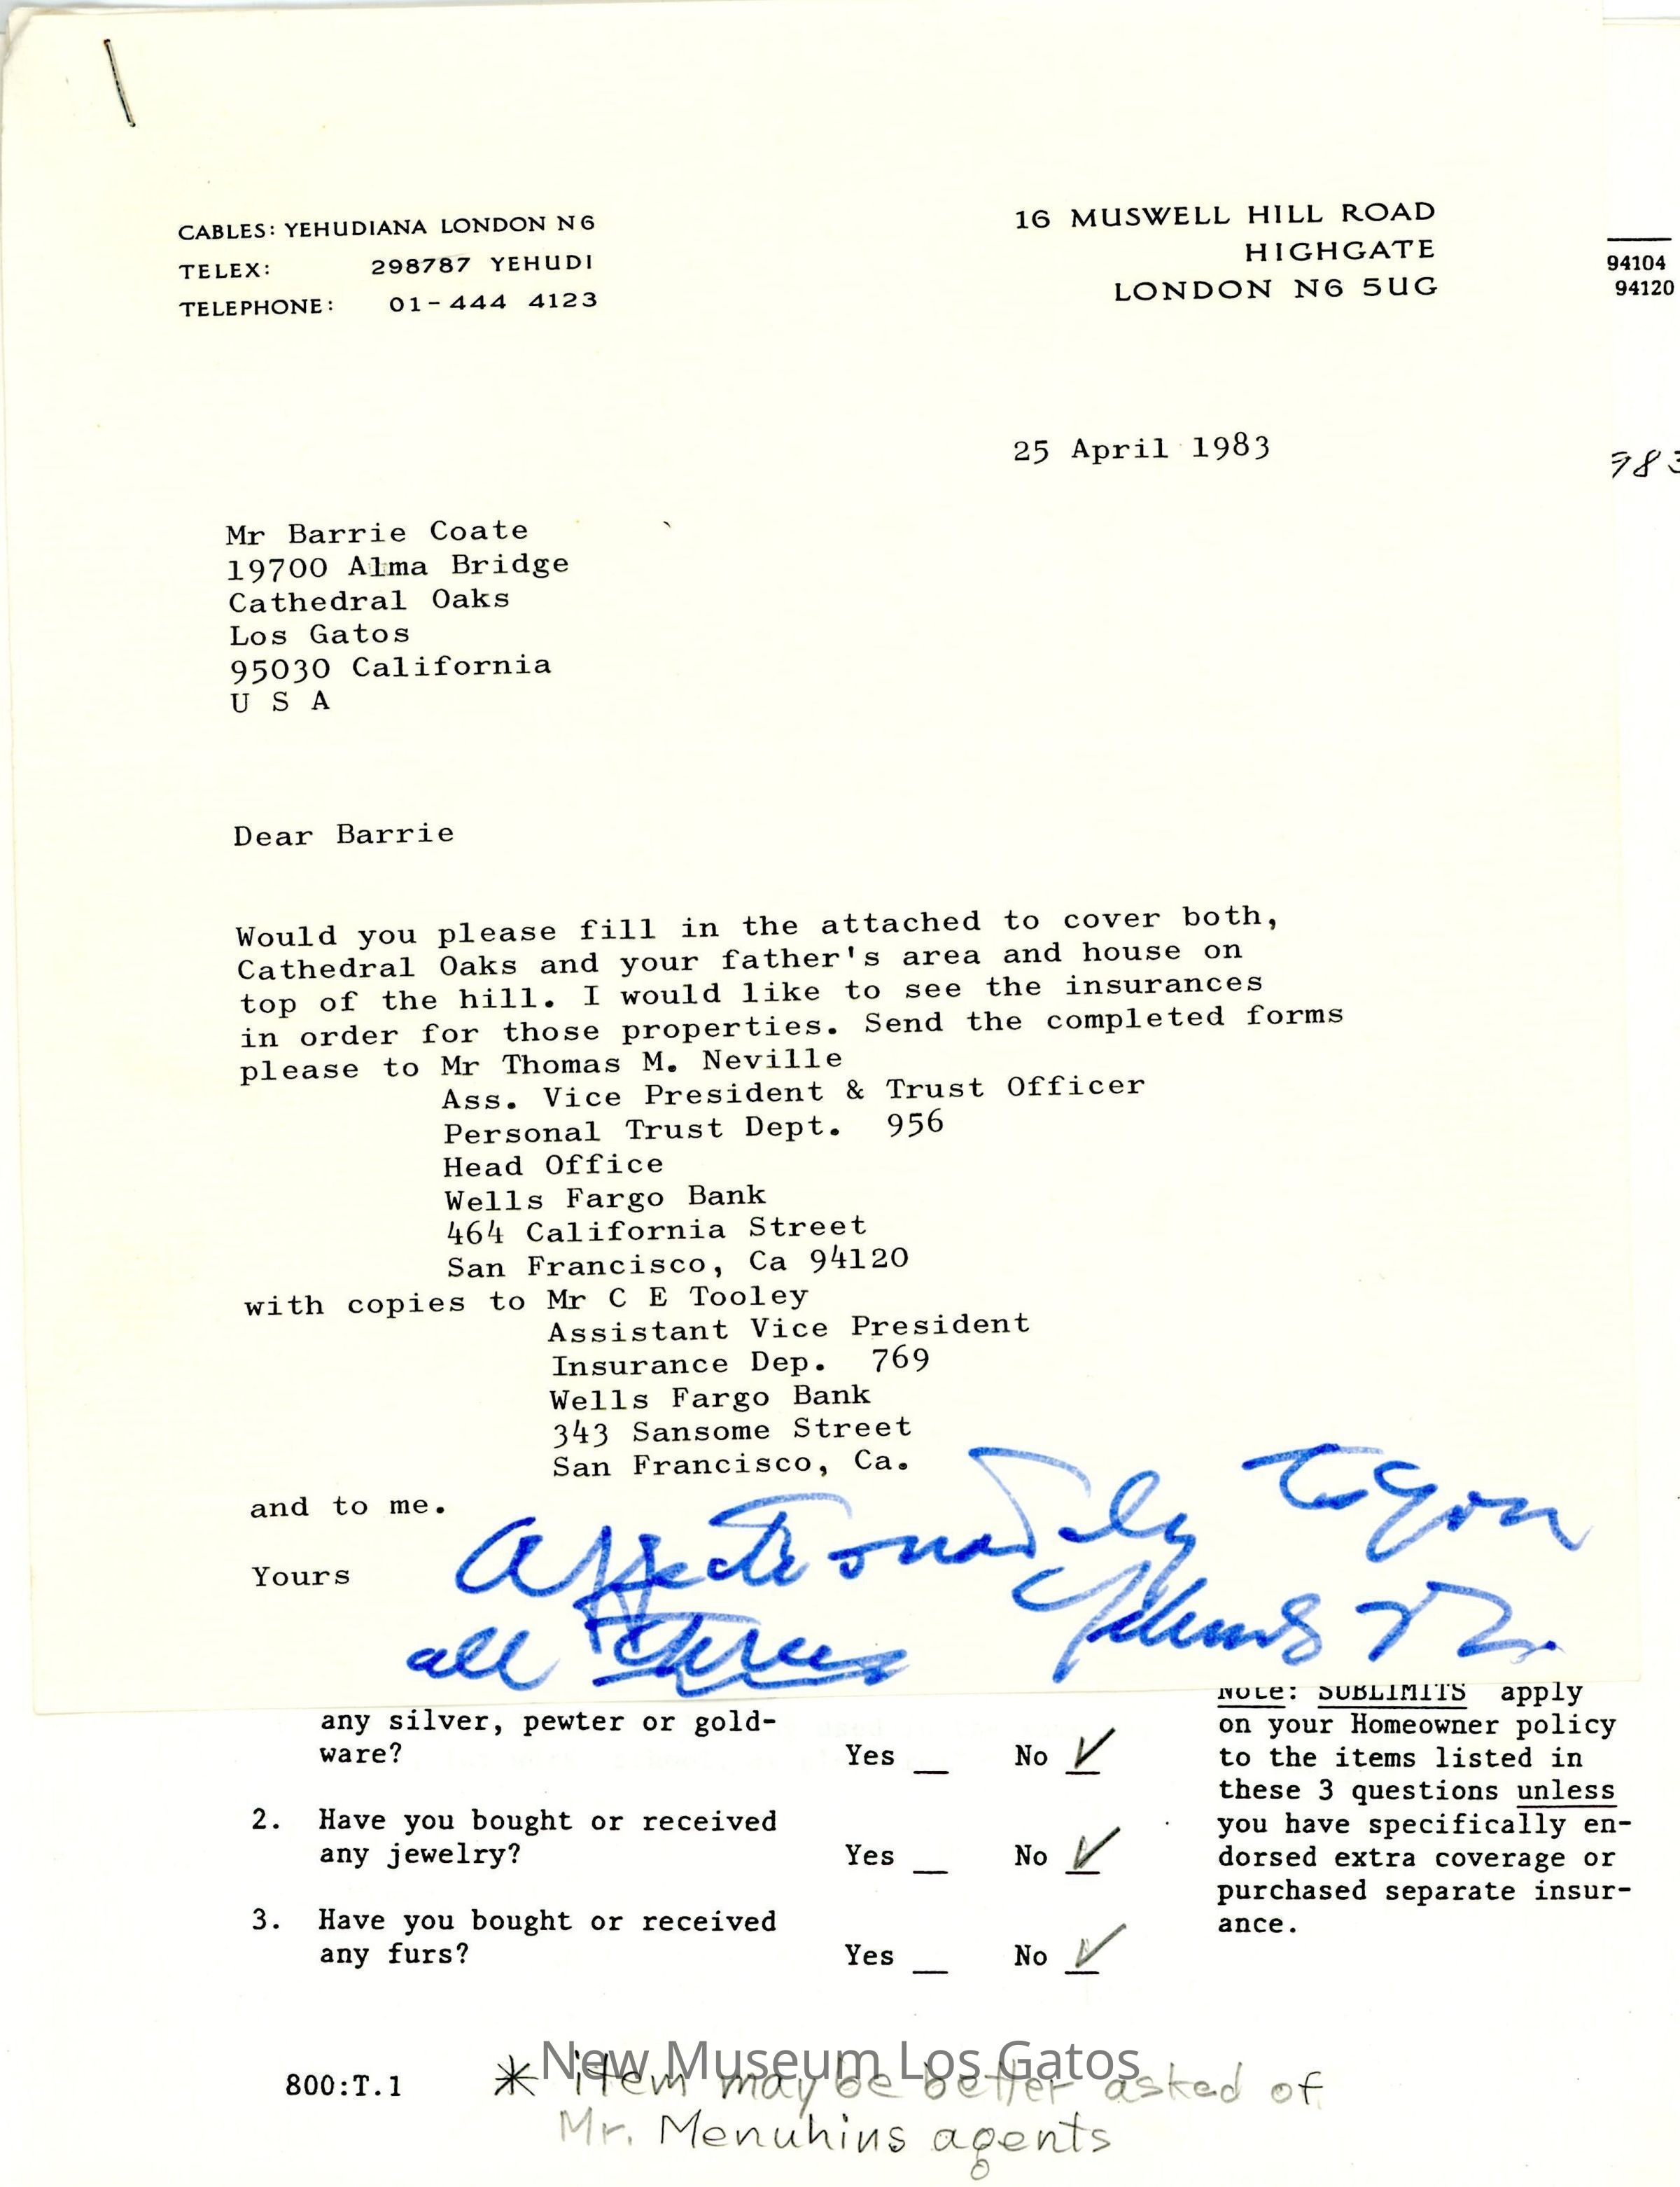 CABLES: YEHUDIANA LONDON N6
TELEX: 298787 YEHUDI
TELEPHONE: 01-444 4123
16 MUSWELL HILL ROAD
HIGHGATE
LONDON N6 5UG
94104
94120
25 April 1983
983
Mr Barrie Coate
19700 Alma Bridge
Cathedral Oaks
Los Gatos
95030 California
U S A
Dear Barrie
Would you please fill in the attached to cover both,
Cathedral Oaks and your father's area and house on
top of the hill. I would like to see the insurances
in order for those properties. Send the completed forms
please to Mr Thomas M. Neville
Ass. Vice President & Trust Officer
Personal Trust Dept. 956
Head Office
Wells Fargo Bank
464 California Street
San Francisco, Ca 94120
with copies to Mr C E Tooley
Assistant Vice President
Insurance Dep. 769
Wells Fargo Bank
343 Sansome Street
San Francisco, Ca.
and to me.
Yours Affectionately to you
all three
Yehudi
any silver, pewter or gold-
ware? Yes __ No ✓
2. Have you bought or received
any jewelry? Yes __ No ✓
3. Have you bought or received
any furs? Yes __ No ✓
Note: SUBLIMITS apply
on your Homeowner policy
to the items listed in
these 3 questions unless
you have specifically en-
dorsed extra coverage or
purchased separate insur-
ance.
New Museum Los Gatos
800:T.1 * item may be better asked of
Mr. Menuhins agents